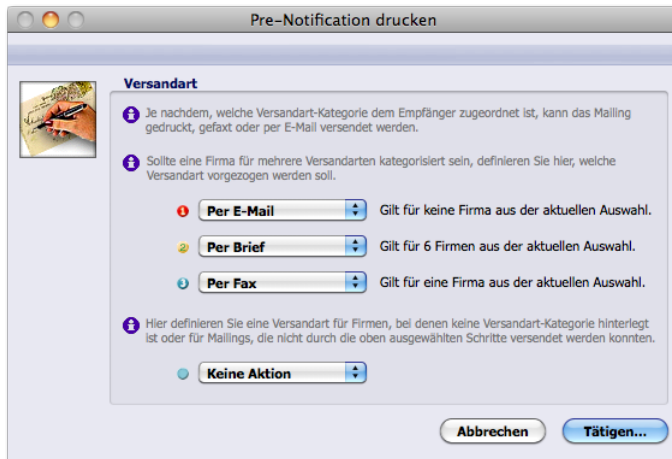 Pre-Notification drucken
Versandart
Je nachdem, welche Versandart-Kategorie dem Empfänger zugeordnet ist, kann das Mailing
gedruckt, gefaxt oder per E-Mail versendet werden.
Sollte eine Firma für mehrere Versandarten kategorisiert sein, definieren Sie hier, welche
Versandart vorgezogen werden soll.
1 Per E-Mail Gilt für keine Firma aus der aktuellen Auswahl.
2 Per Brief Gilt für 6 Firmen aus der aktuellen Auswahl.
3 Per Fax Gilt für eine Firma aus der aktuellen Auswahl.
Hier definieren Sie eine Versandart für Firmen, bei denen keine Versandart-Kategorie hinterlegt
ist oder für Mailings, die nicht durch die oben ausgewählten Schritte versendet werden konnten.
Keine Aktion
Abbrechen Tätigen...